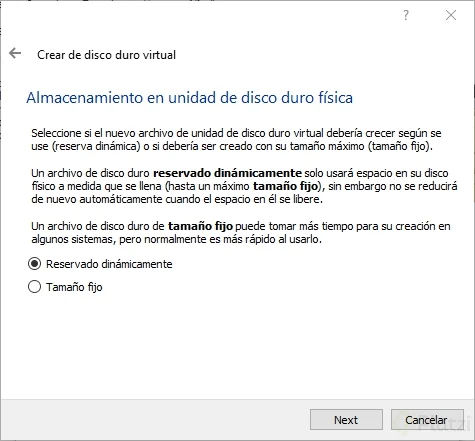 Crear de disco duro virtual
Almacenamiento en unidad de disco duro física
Seleccione si el nuevo archivo de unidad de disco duro virtual debería crecer según se
use (reserva dinámica) o si debería ser creado con su tamaño máximo (tamaño fijo).
Un archivo de disco duro reservado dinámicamente solo usará espacio en su disco
físico a medida que se llena (hasta un máximo tamaño fijo), sin embargo no se reducirá
de nuevo automáticamente cuando el espacio en él se libere.
Un archivo de disco duro de tamaño fijo puede tomar más tiempo para su creación en
algunos sistemas, pero normalmente es más rápido al usarlo.
Reservado dinámicamente
Tamaño fijo
Next
Cancelar